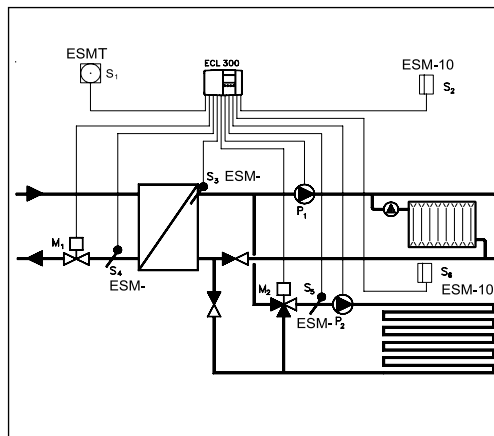 ESMT
S1
ECL 300
ESM-10
S2
S3
ESM-
P1
M1
S4
ESM-
M2
S5
ESM-
P2
S6
ESM-10